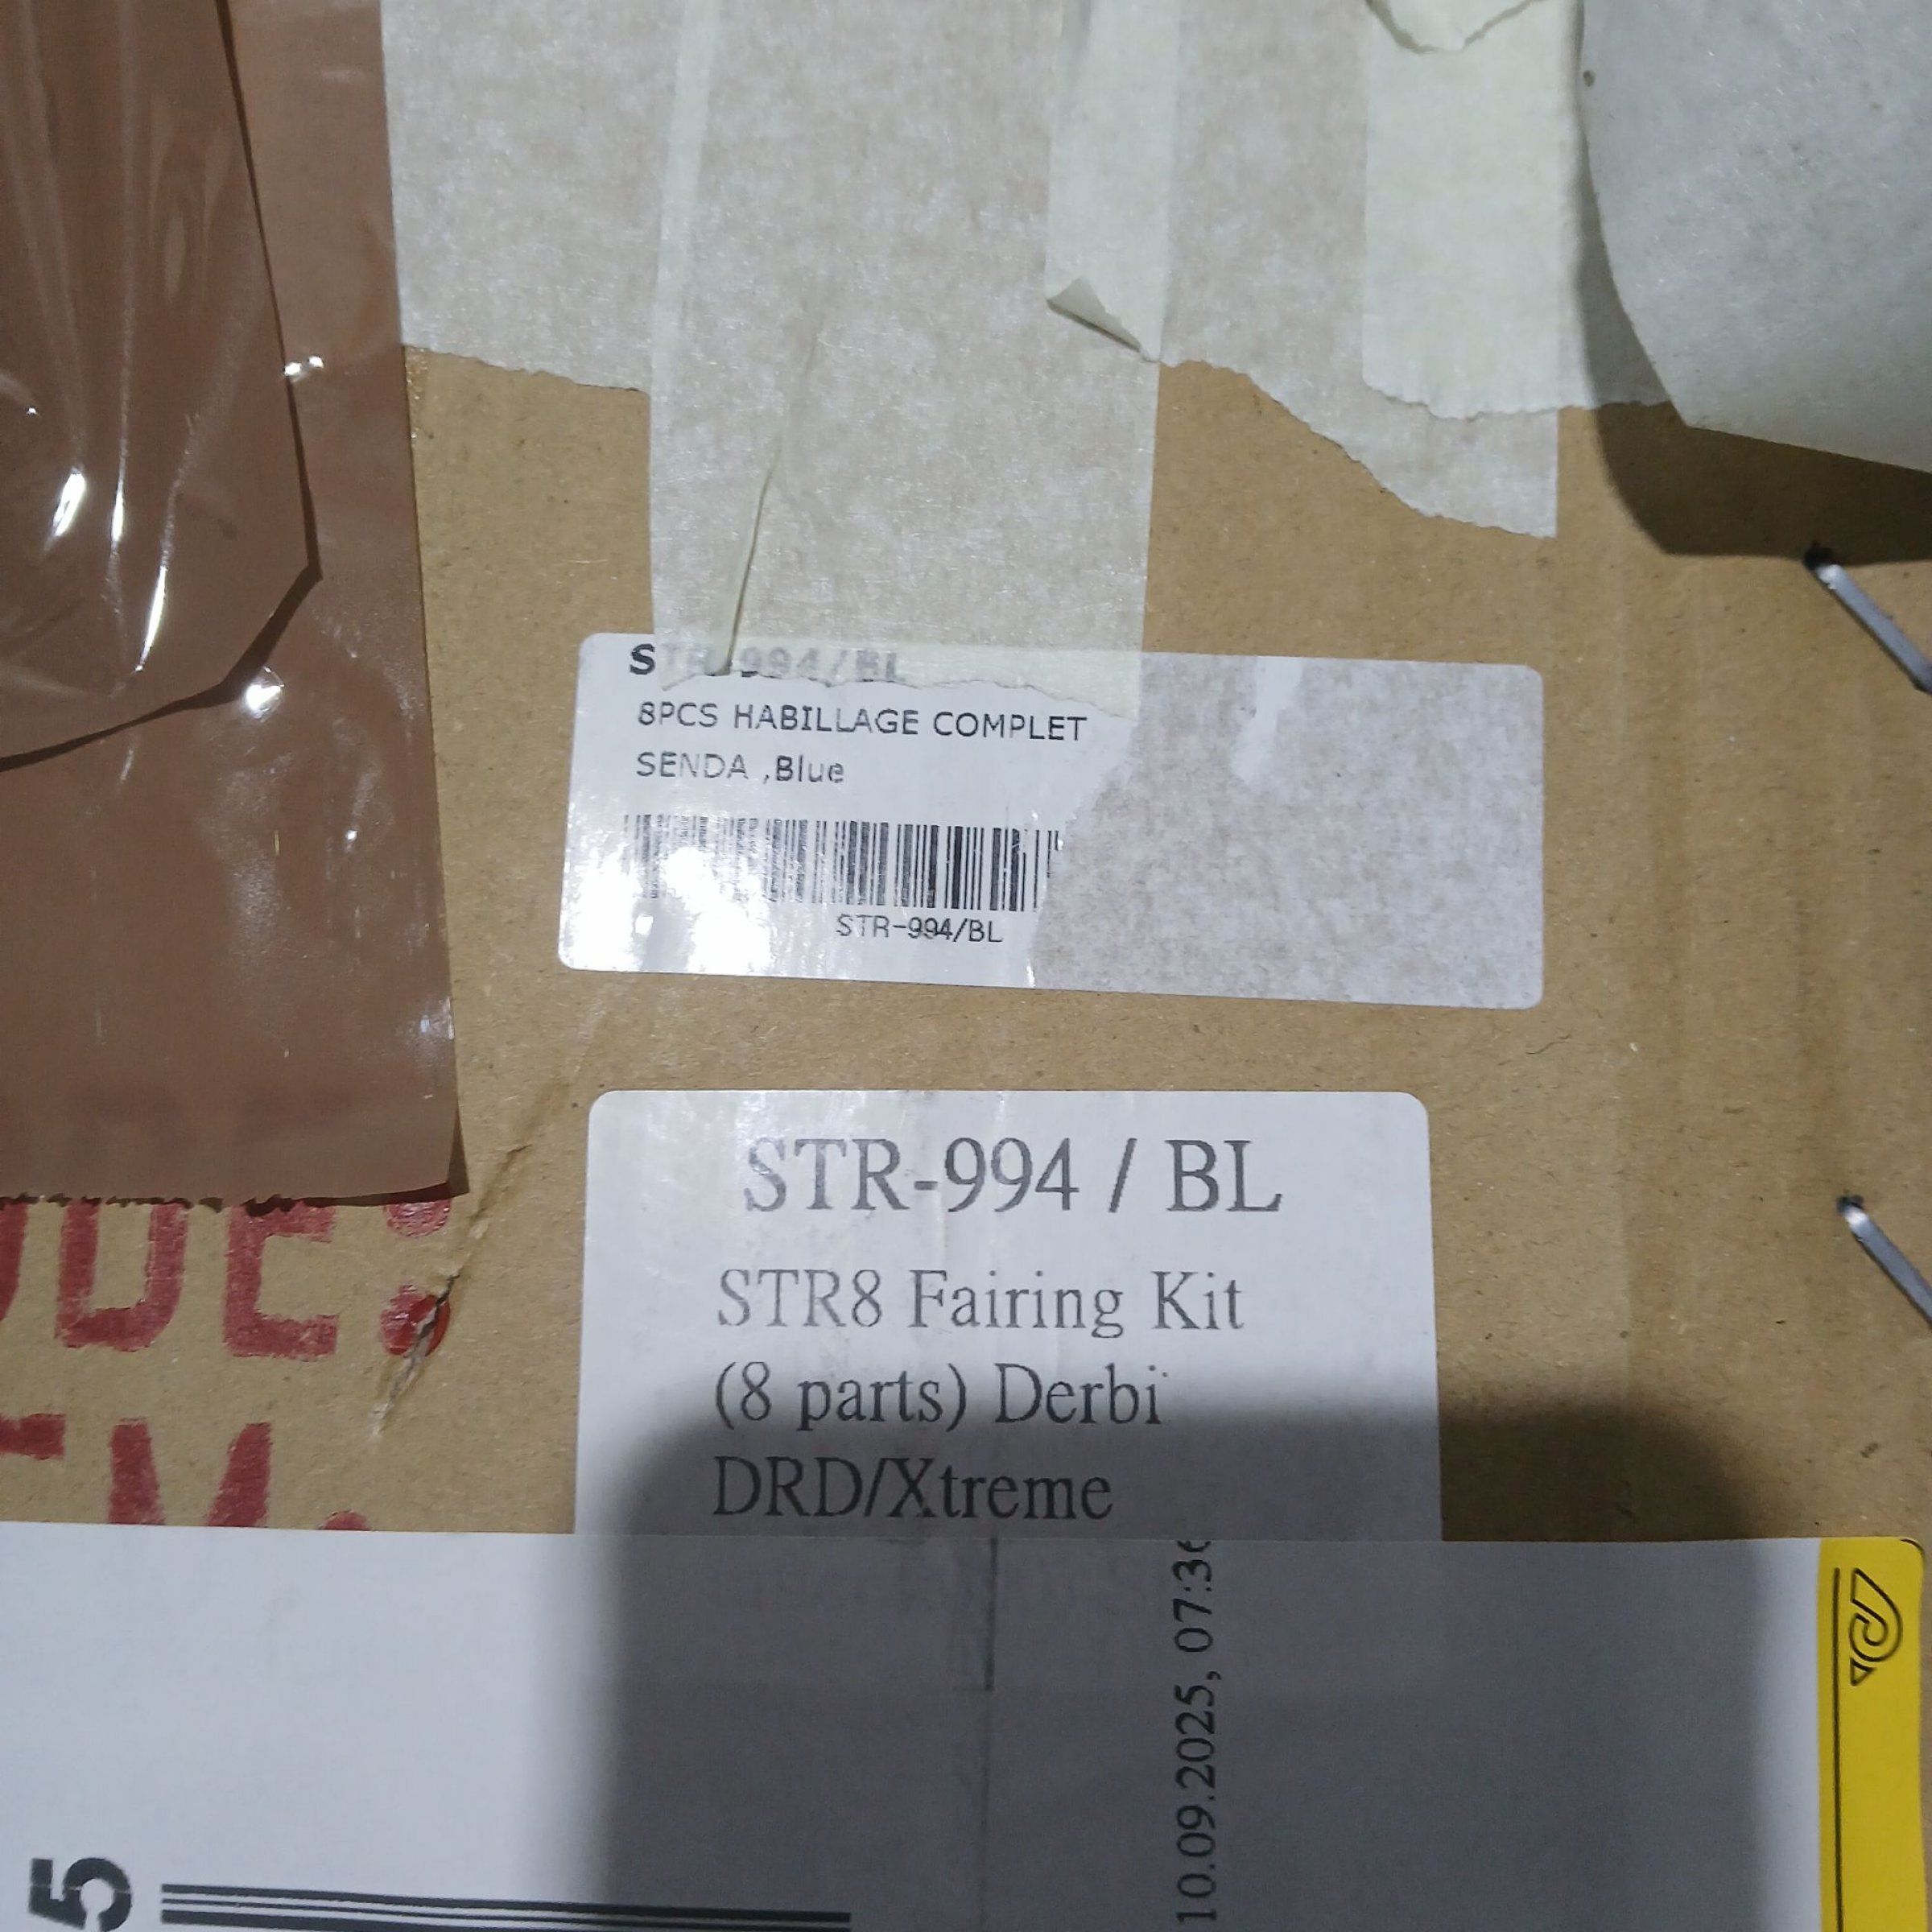 STR-994/BL
8PCS HABILLAGE COMPLET
SENDA ,Blue
STR-994/BL
STR-994 / BL
STR8 Fairing Kit
(8 parts) Derbi
DRD/Xtreme
10.09.2025,
5